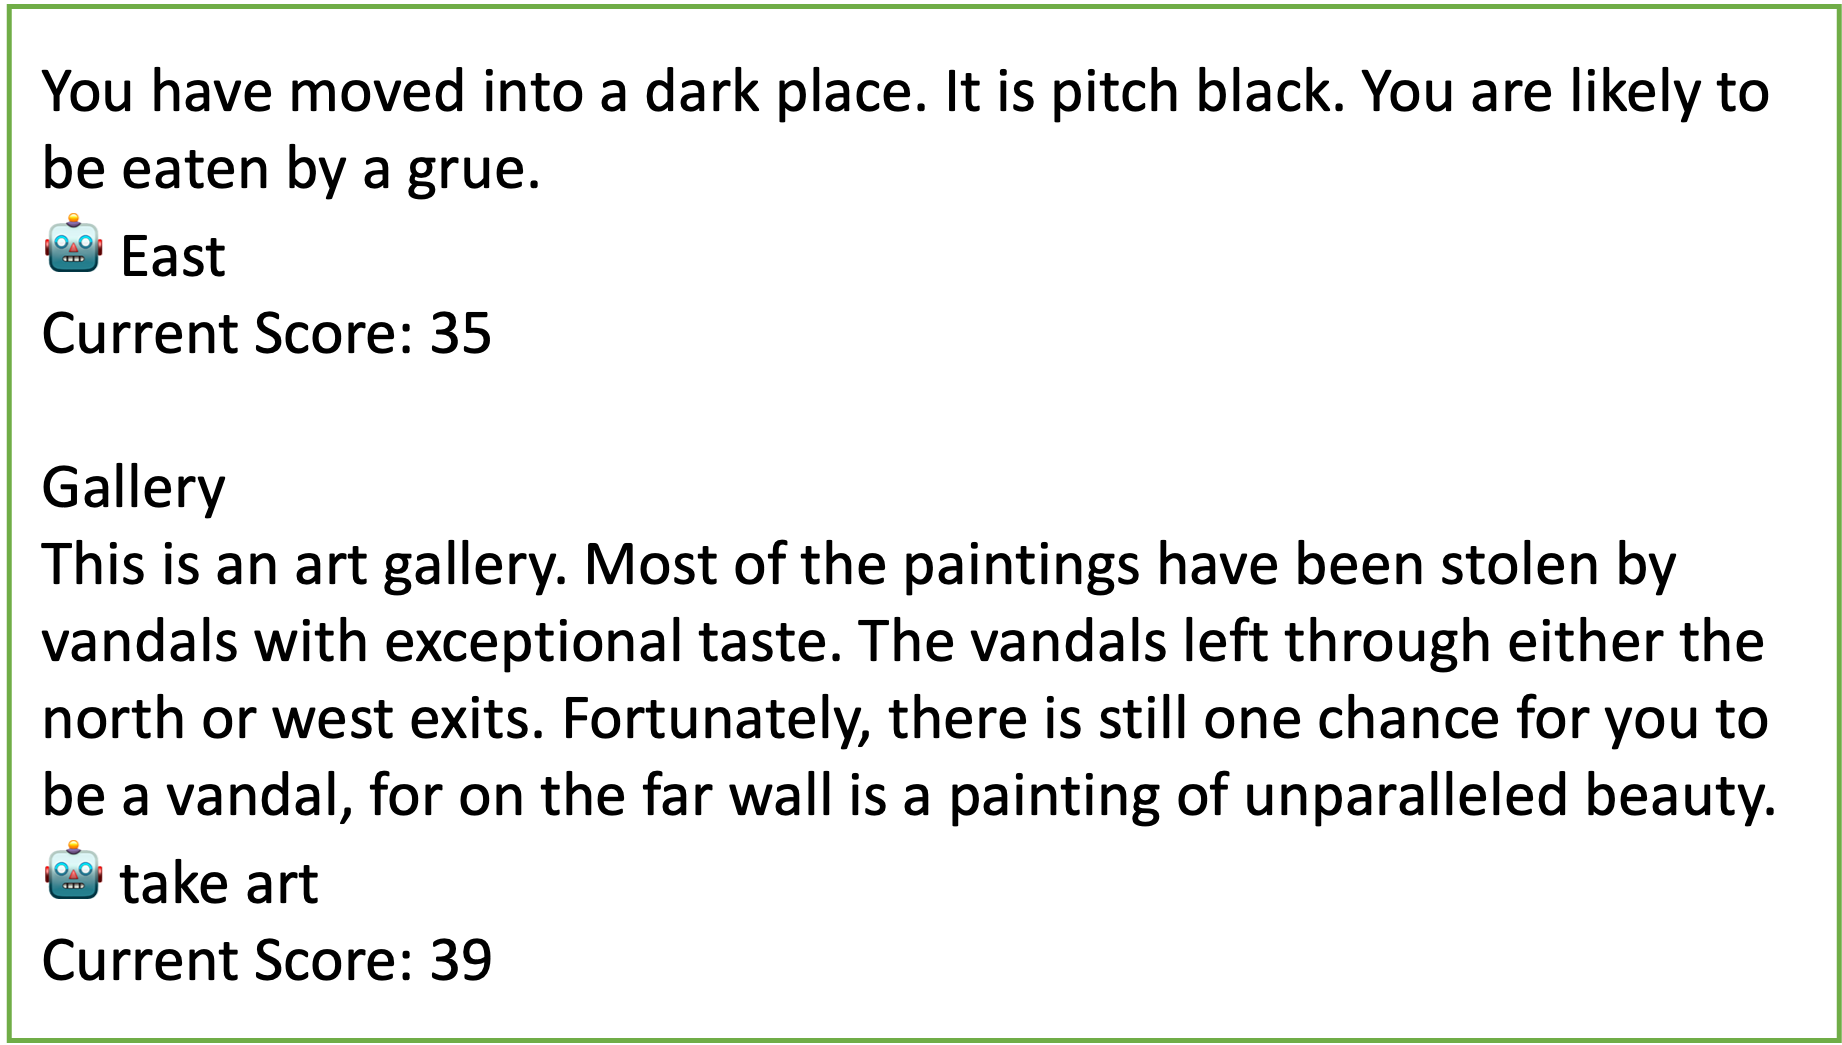 You have moved into a dark place. It is pitch black. You are likely to
be eaten by a grue.
East
Current Score: 35
Gallery
This is an art gallery. Most of the paintings have been stolen by
vandals with exceptional taste. The vandals left through either the
north or west exits. Fortunately, there is still one chance for you to
be a vandal, for on the far wall is a painting of unparalleled beauty.
take art
Current Score: 39